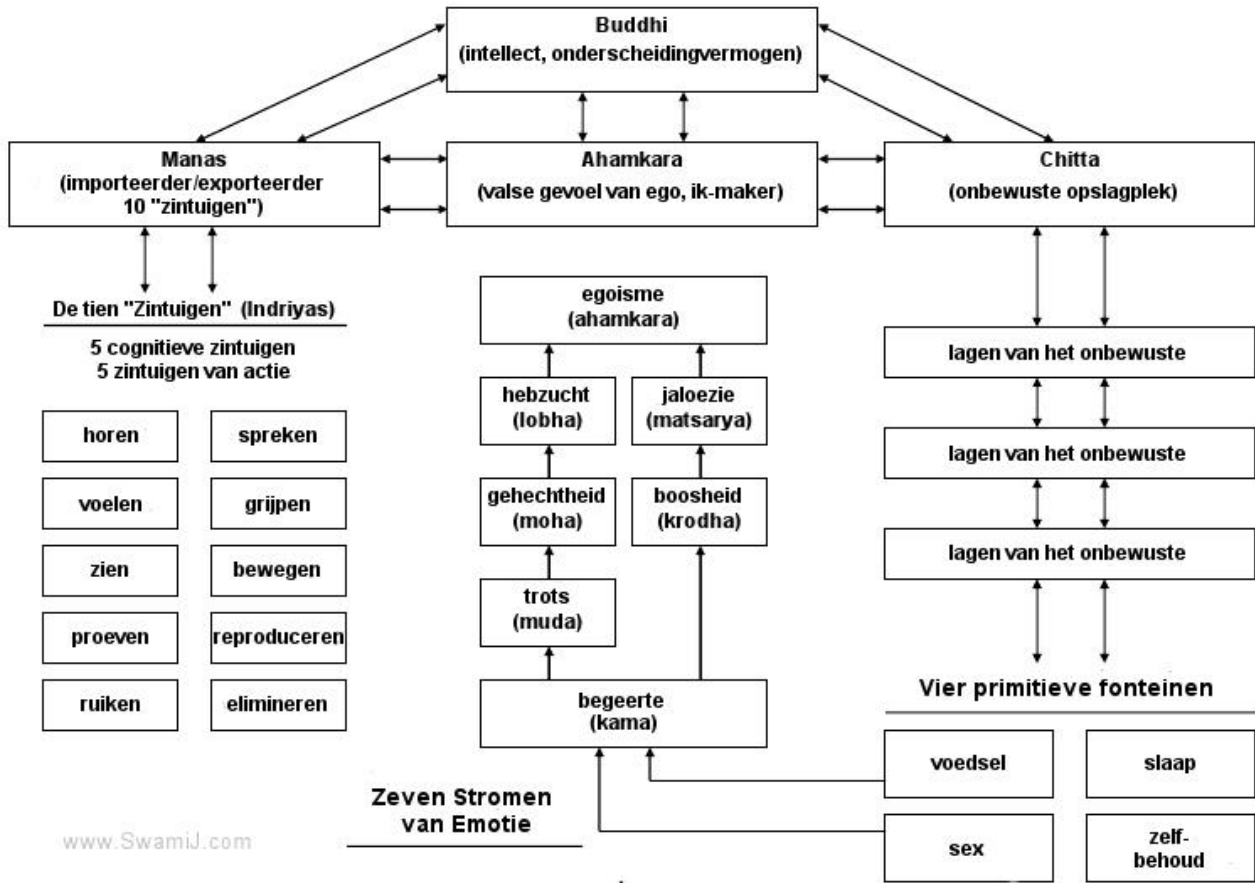 Buddhi
(intellect, onderscheidingvermogen)
Manas
(importeerder/exporteerder
10 "zintuigen")
Ahamkara
(valse gevoel van ego, ik-maker)
Chitta
(onbewuste opslagplek)
De tien "Zintuigen" (Indriyas)
5 cognitieve zintuigen
5 zintuigen van actie
horen
spreken
voelen
grijpen
zien
bewegen
proeven
reproduceren
ruiken
elimineren
egoisme
(ahamkara)
hebzucht
(lobha)
jaloezie
(matsarya)
gehechtheid
(moha)
boosheid
(krodha)
trots
(muda)
begeerte
(kama)
Zeven Stromen
van Emotie
lagen van het onbewuste
lagen van het onbewuste
lagen van het onbewuste
Vier primitieve fonteinen
voedsel
slaap
sex
zelf-
behoud
www.SwamiJ.com